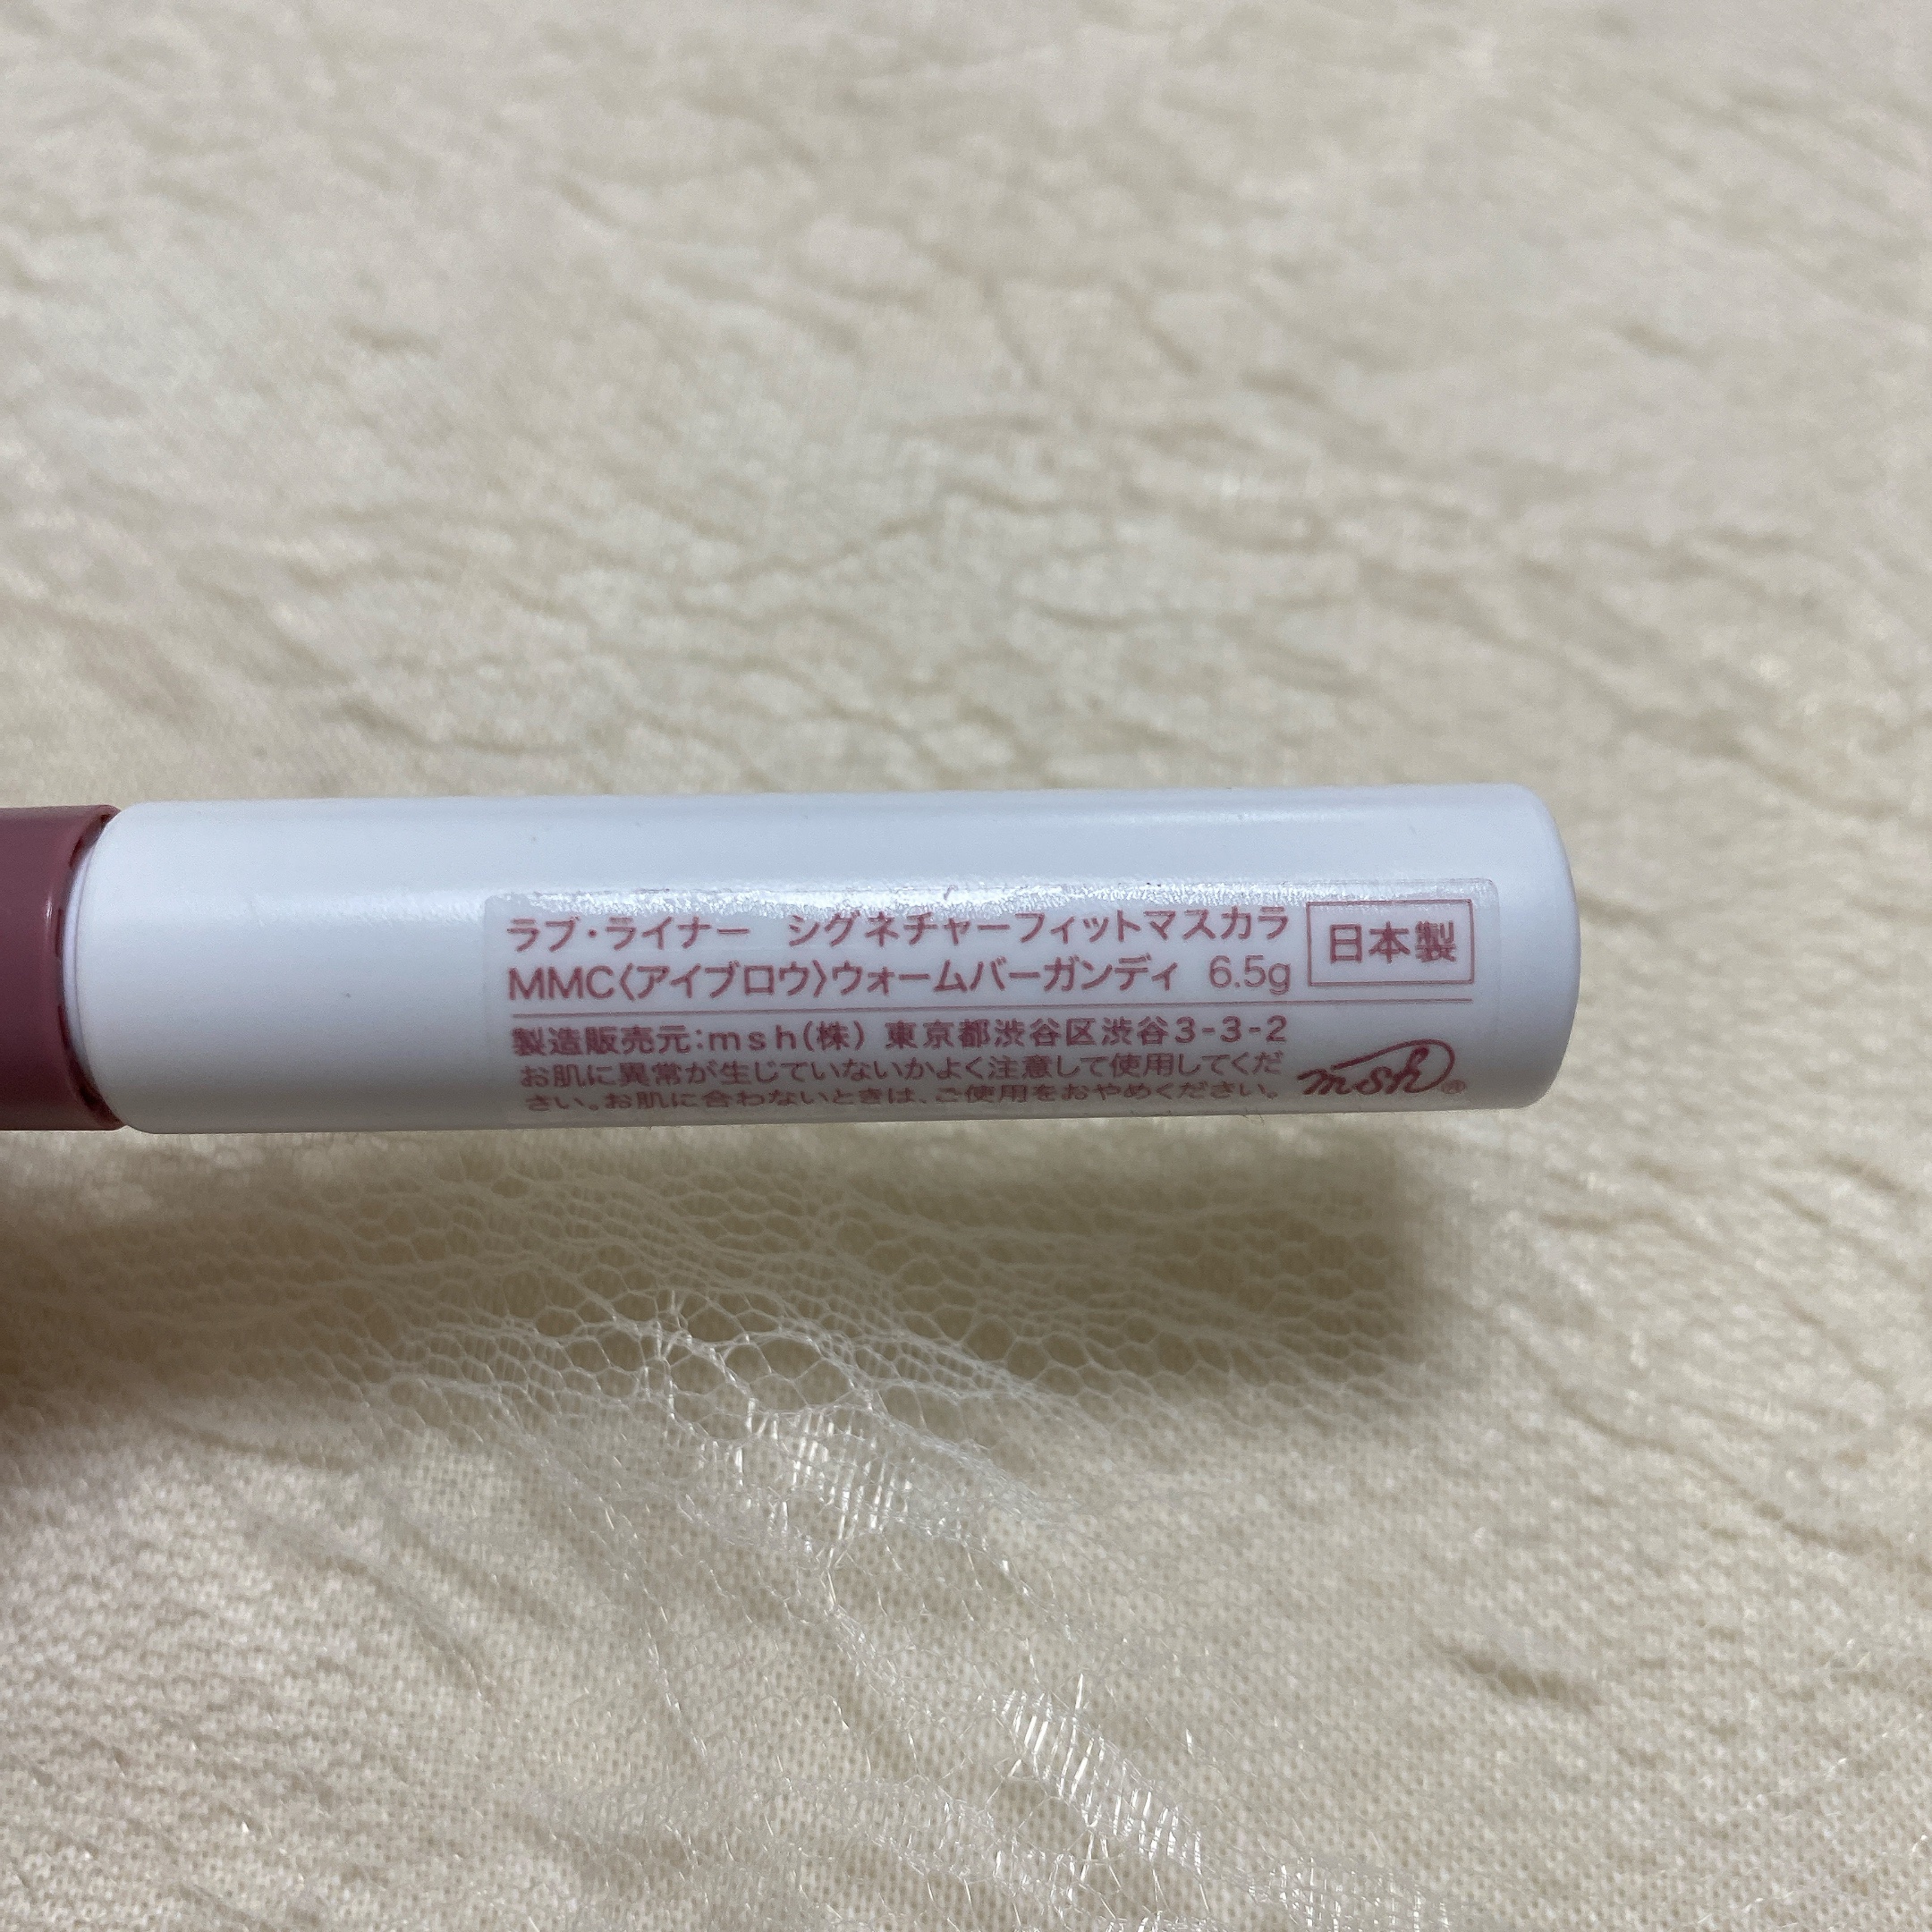 ラブ・ライナー　シグネチャーフィットマスカラ
MMC〈アイブロウ〉ウォームバーガンディ 6.5g
日本製
製造販売元:msh(株) 東京都渋谷区渋谷3-3-2
お肌に異常が生じていないかよく注意して使用してくだ
さい。お肌に合わないときは、ご使用をおやめください。
msh®